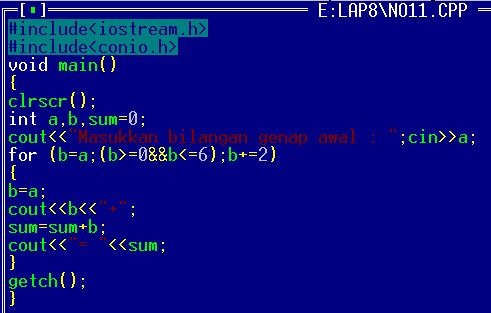 [▪] E:LAP8\NO11.CPP
#include<iostream.h>
#include<conio.h>
void main()
{
clrscr();
int a,b,sum=0;
cout<<"Masukkan bilangan genap awal : ";cin>>a;
for (b=a;(b>=0&&b<=6);b+=2)
{
b=a;
cout<<b<<"+";
sum=sum+b;
cout<<"= "<<sum;
}
getch();
}